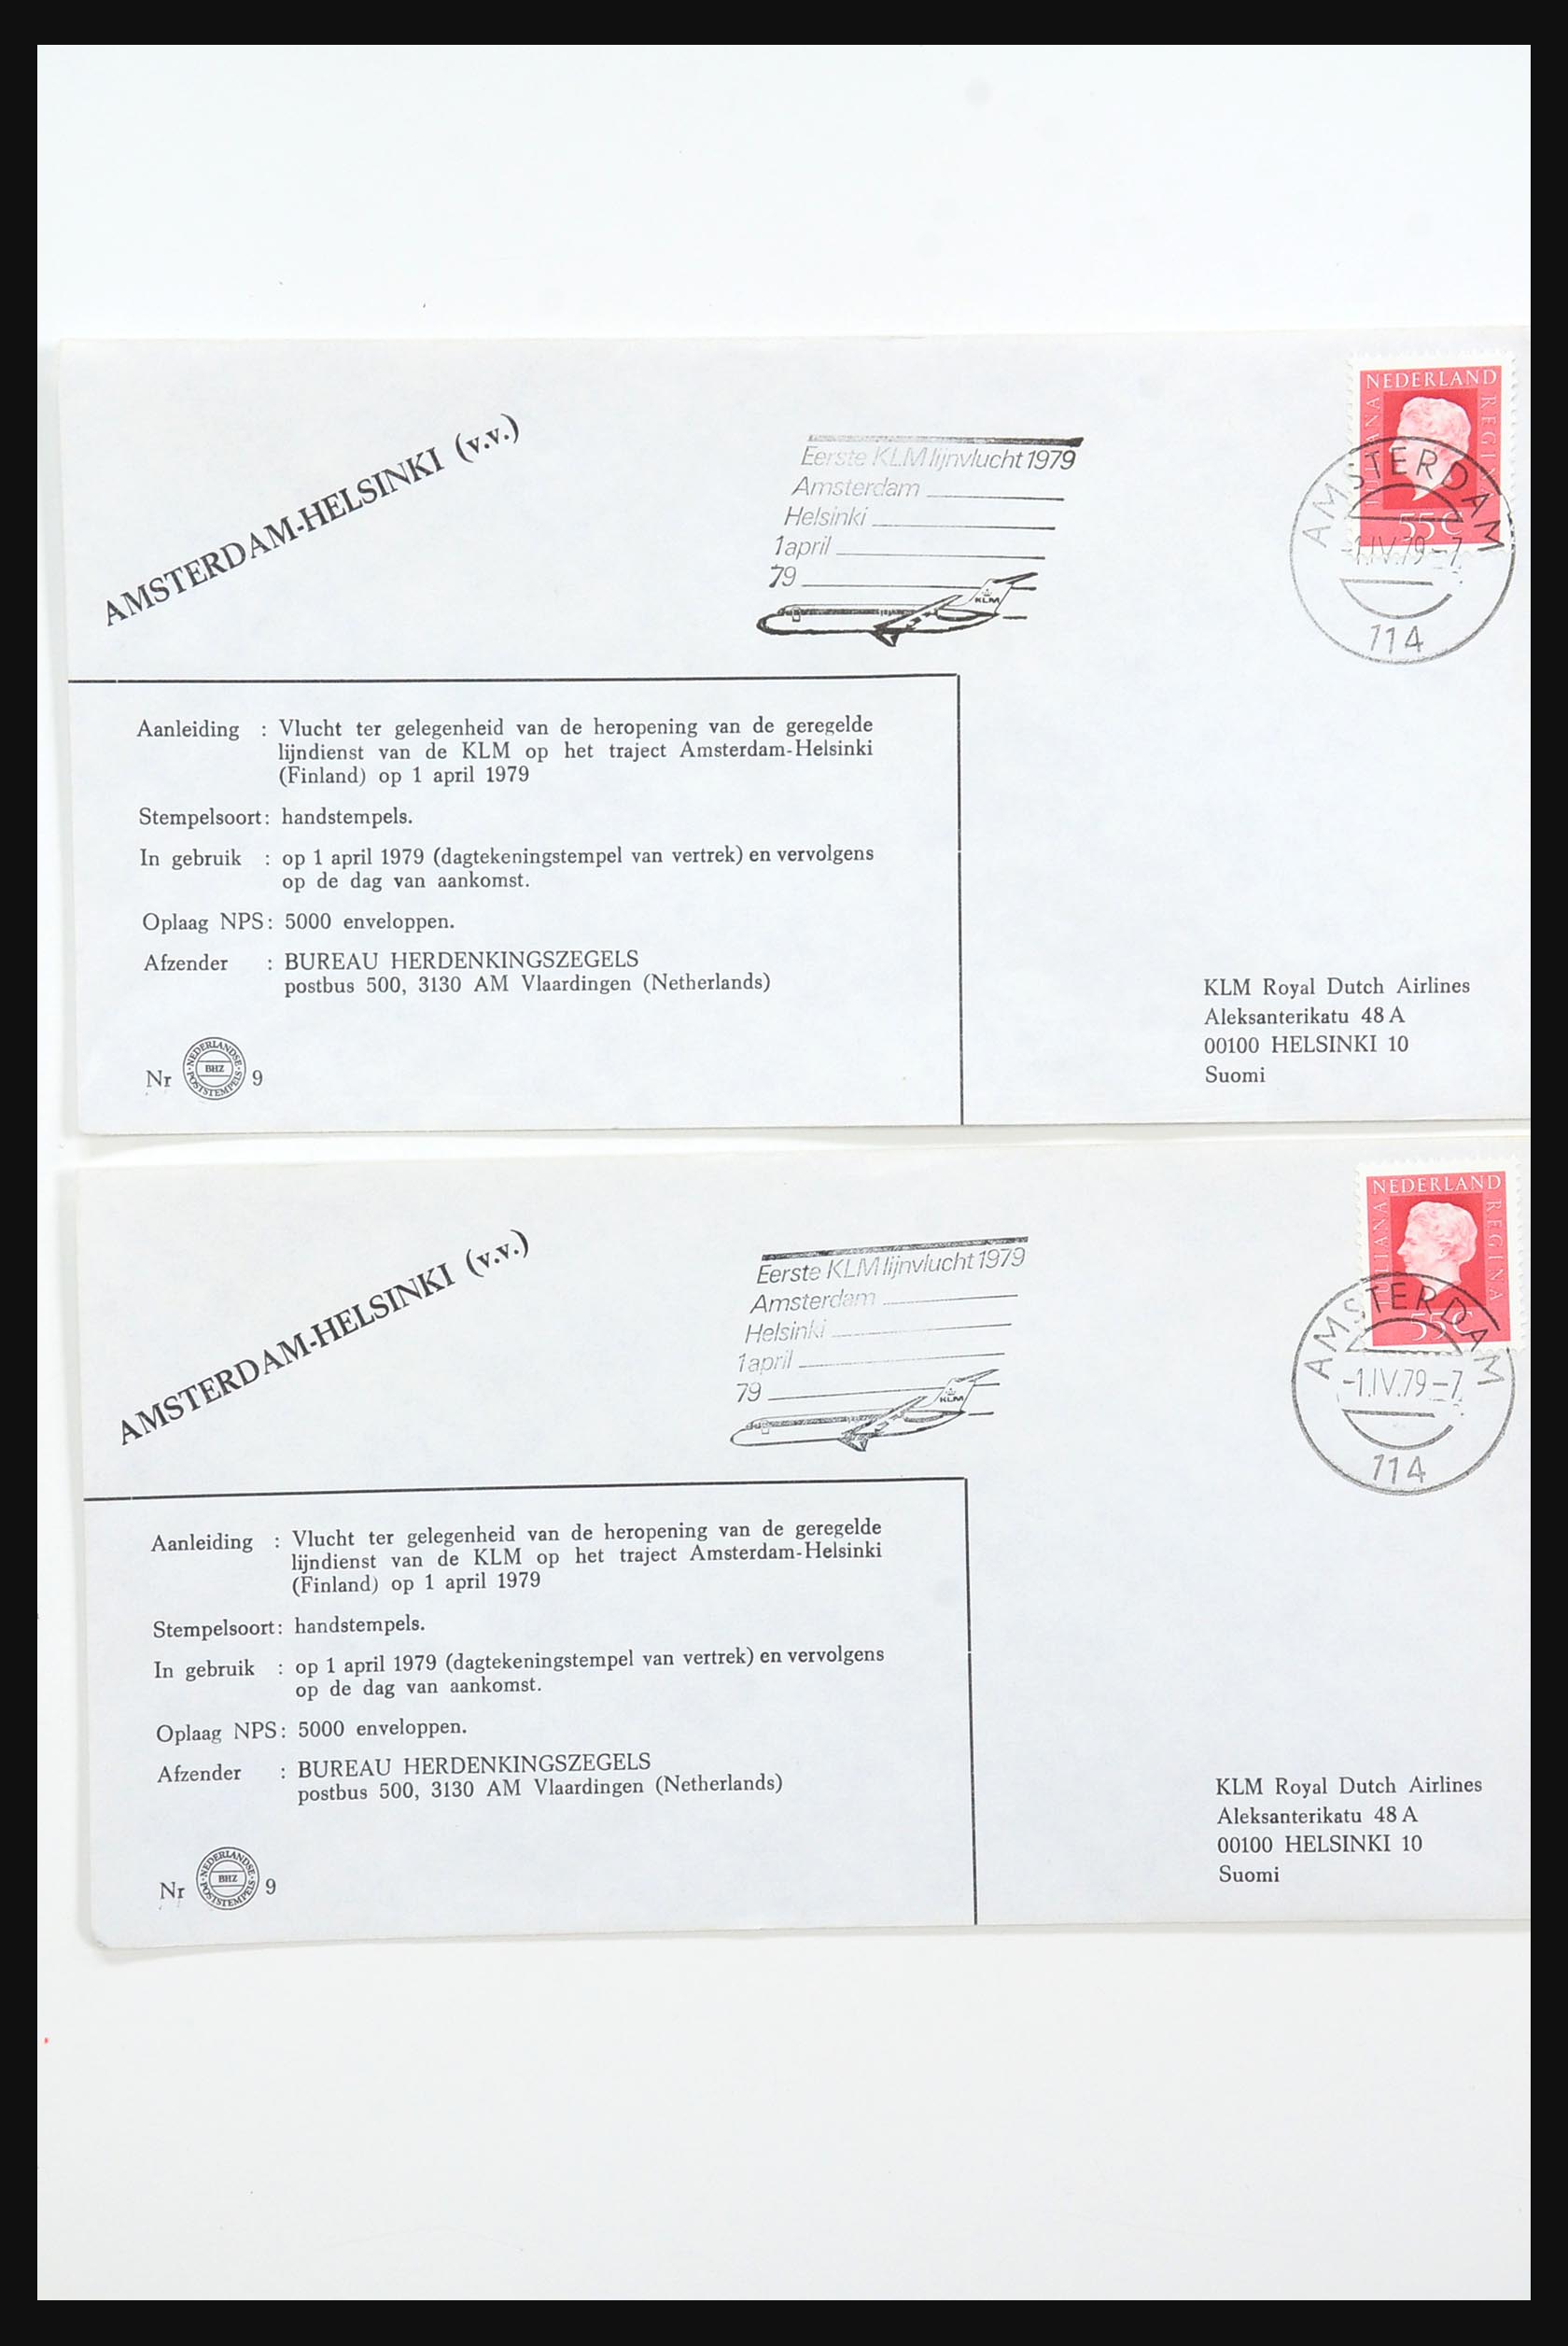 AMSTERDAM-HELSINKI (v.v.)
Eerste KLM lijnvlucht 1979
Amsterdam
Helsinki
1 april
79
KLM
NEDERLAND
JULIANA REGINA
55c
AMSTERDAM
-1.IV.79-7
114
Aanleiding : Vlucht ter gelegenheid van de heropening van de geregelde
lijndienst van de KLM op het traject Amsterdam-Helsinki
(Finland) op 1 april 1979
Stempelsoort: handstempels.
In gebruik : op 1 april 1979 (dagtekeningstempel van vertrek) en vervolgens
op de dag van aankomst.
Oplaag NPS: 5000 enveloppen.
Afzender : BUREAU HERDENKINGSZEGELS
postbus 500, 3130 AM Vlaardingen (Netherlands)
Nr NEDERLANDSE POSTSTEMPELS BHZ 9
KLM Royal Dutch Airlines
Aleksanterikatu 48 A
00100 HELSINKI 10
Suomi
AMSTERDAM-HELSINKI (v.v.)
Eerste KLM lijnvlucht 1979
Amsterdam
Helsinki
1 april
79
KLM
NEDERLAND
JULIANA REGINA
55c
AMSTERDAM
-1.IV.79-7
114
Aanleiding : Vlucht ter gelegenheid van de heropening van de geregelde
lijndienst van de KLM op het traject Amsterdam-Helsinki
(Finland) op 1 april 1979
Stempelsoort: handstempels.
In gebruik : op 1 april 1979 (dagtekeningstempel van vertrek) en vervolgens
op de dag van aankomst.
Oplaag NPS: 5000 enveloppen.
Afzender : BUREAU HERDENKINGSZEGELS
postbus 500, 3130 AM Vlaardingen (Netherlands)
Nr NEDERLANDSE POSTSTEMPELS BHZ 9
KLM Royal Dutch Airlines
Aleksanterikatu 48 A
00100 HELSINKI 10
Suomi